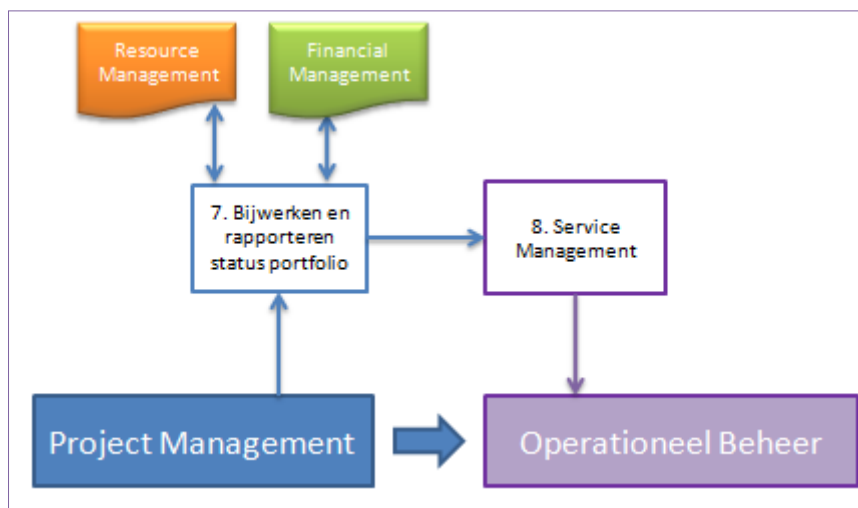 Resource
Management
Financial
Management
7. Bijwerken en
rapporteren
status portfolio
8. Service
Management
Project Management
Operationeel Beheer